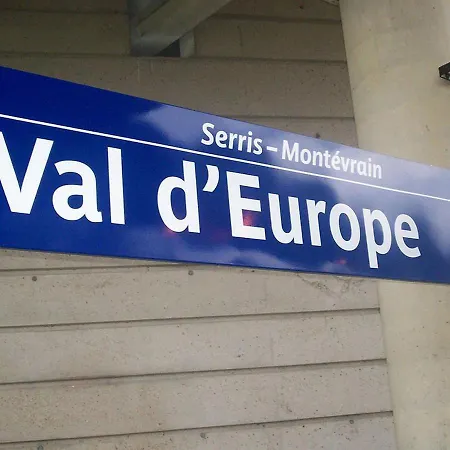 Serris – Montévrain
Val d'Europe